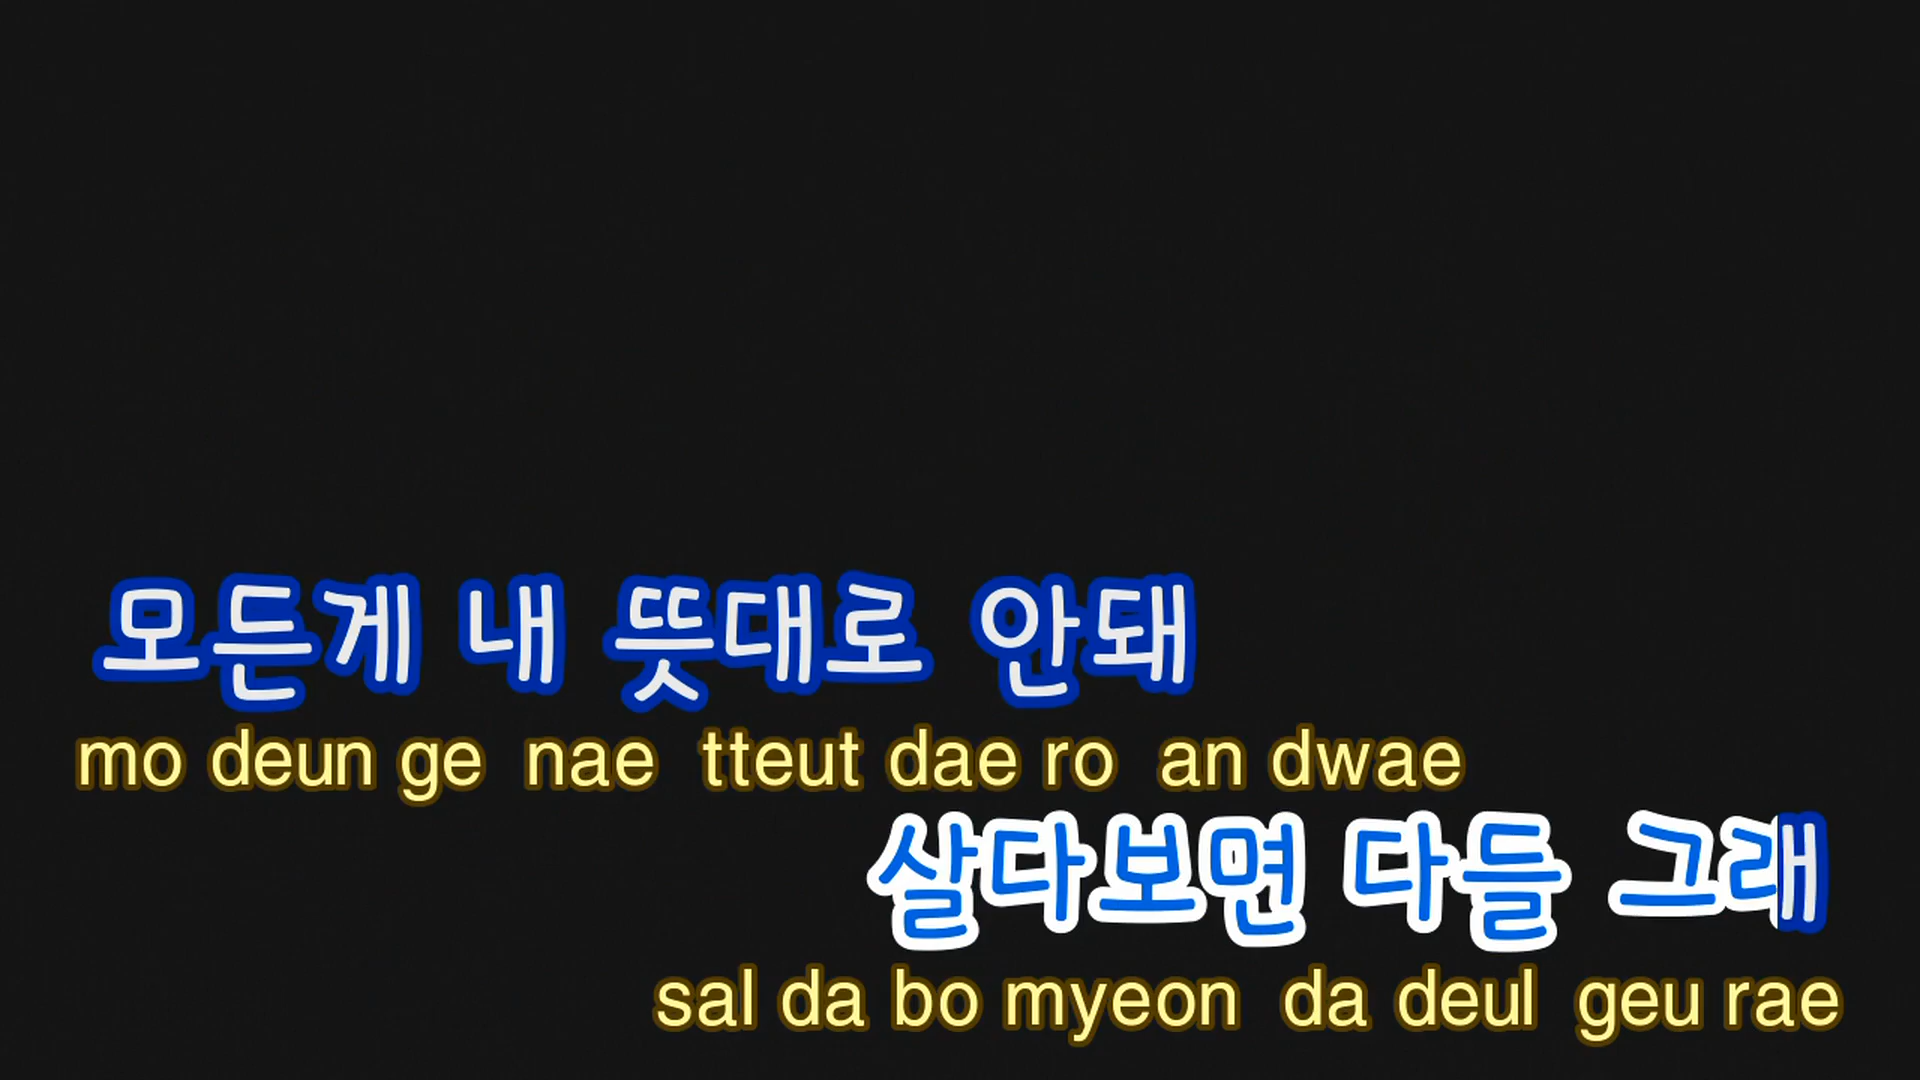 모든게 내 뜻대로 안돼
mo deun ge nae tteut dae ro an dwae
살다보면 다들 그래
sal da bo myeon da deul geu rae